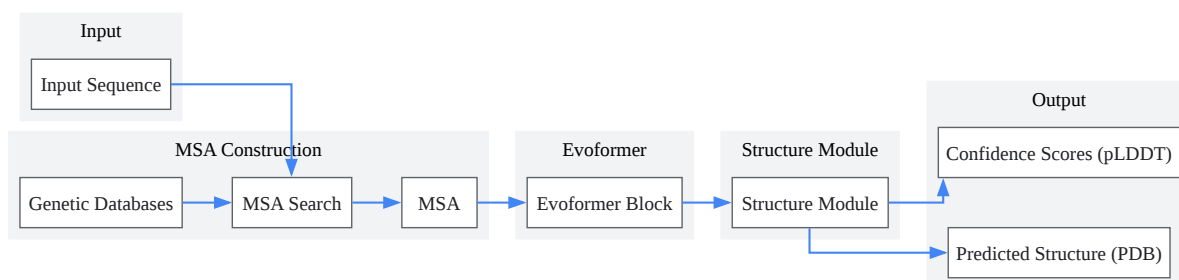 Input
Input Sequence
MSA Construction
Genetic Databases
MSA Search
MSA
Evoformer
Evoformer Block
Structure Module
Structure Module
Output
Confidence Scores (pLDDT)
Predicted Structure (PDB)